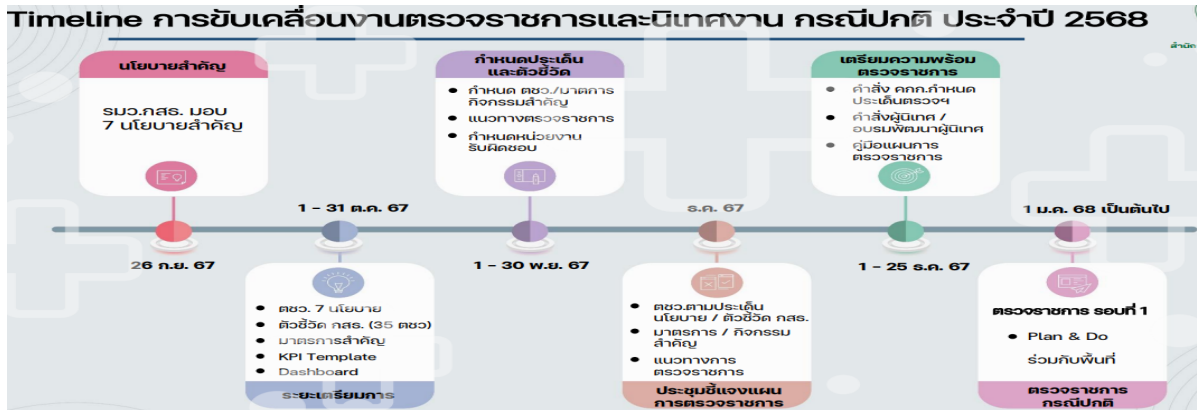 Timeline การขับเคลื่อนงานตรวจราชการและนิเทศงาน กรณีปกติ ประจำปี 2568
สำนัก
นโยบายสำคัญ
รมว.กสธ. มอบ
7 นโยบายสำคัญ
26 ก.ย. 67
1 - 31 ต.ค. 67
● ตชว. 7 นโยบาย
● ตัวชี้วัด กสธ. (35 ตชว)
● มาตรการสำคัญ
● KPI Template
● Dashboard
ระยะเตรียมการ
กำหนดประเด็น
และตัวชี้วัด
● กำหนด ตชว./มาตการ
กิจกรรมสำคัญ
● แนวทางตรวจราชการ
● กำหนดหน่วยงาน
รับผิดชอบ
1 - 30 พ.ย. 67
ธ.ค. 67
● ตชว.ตามประเด็น
นโยบาย / ตัวชี้วัด กสธ.
● มาตรการ / กิจกรรม
สำคัญ
● แนวทางการ
ตรวจราชการ
ประชุมชี้แจงแผน
การตรวจราชการ
เตรียมความพร้อม
ตรวจราชการ
● คำสั่ง คกก.กำหนด
ประเด็นตรวจฯ
● คำสั่งผู้นิเทศ /
อบรมพัฒนาผู้นิเทศ
● คู่มือแผนการ
ตรวจราชการ
1 - 25 ธ.ค. 67
1 ม.ค. 68 เป็นต้นไป
ตรวจราชการ รอบที่ 1
● Plan & Do
ร่วมกับพื้นที่
ตรวจราชการ
กรณีปกติ